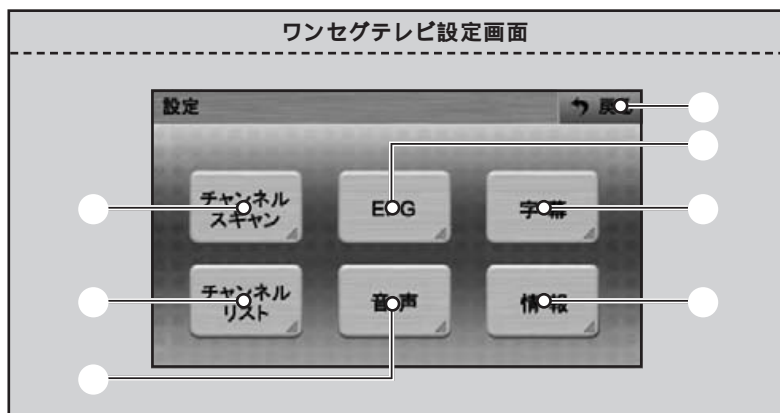 ワンセグテレビ設定画面
設定
戻る
チャンネル
スキャン
EPG
字幕
チャンネル
リスト
音声
情報